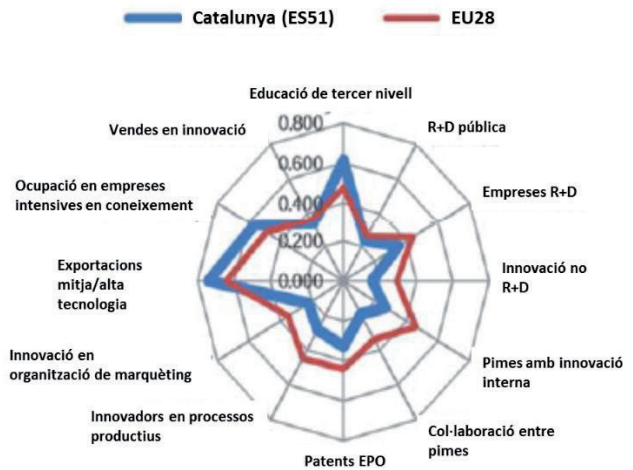 Catalunya (ES51) EU28
Educació de tercer nivell
Vendes en innovació
R+D pública
0.800
0.600
0.400
0.200
0.000
Ocupació en empreses
intensives en coneixement
Empreses R+D
Exportacions
mitja/alta
tecnologia
Innovació no
R+D
Innovació en
organització de marquèting
Pimes amb innovació
interna
Innovadors en processos
productius
Col·laboració entre
pimes
Patents EPO